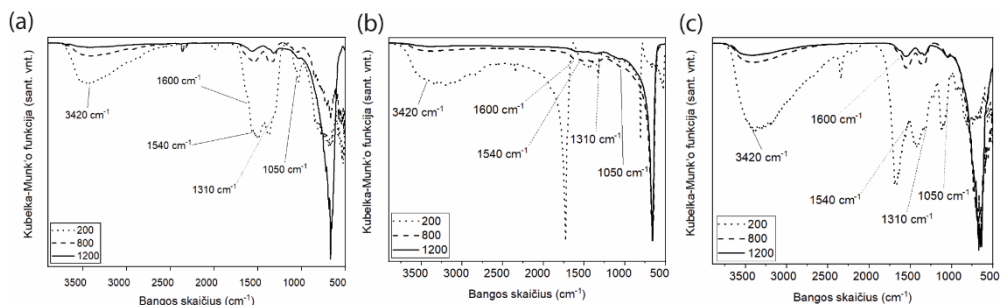 (a)
Kubelka-Munk'o funkcija (sant. vnt.)
3420 cm-1
1600 cm-1
1540 cm-1
1310 cm-1
1050 cm-1
200
800
1200
3500 3000 2500 2000 1500 1000 500
Bangos skaičius (cm-1)
(b)
Kubelka-Munk'o funkcija (sant. vnt.)
3420 cm-1
1600 cm-1
1540 cm-1
1310 cm-1
1050 cm-1
200
800
1200
3500 3000 2500 2000 1500 1000 500
Bangos skaičius (cm-1)
(c)
Kubelka-Munk'o funkcija (sant. vnt.)
3420 cm-1
1600 cm-1
1540 cm-1
1310 cm-1
1050 cm-1
200
800
1200
3500 3000 2500 2000 1500 1000 500
Bangos skaičius (cm-1)